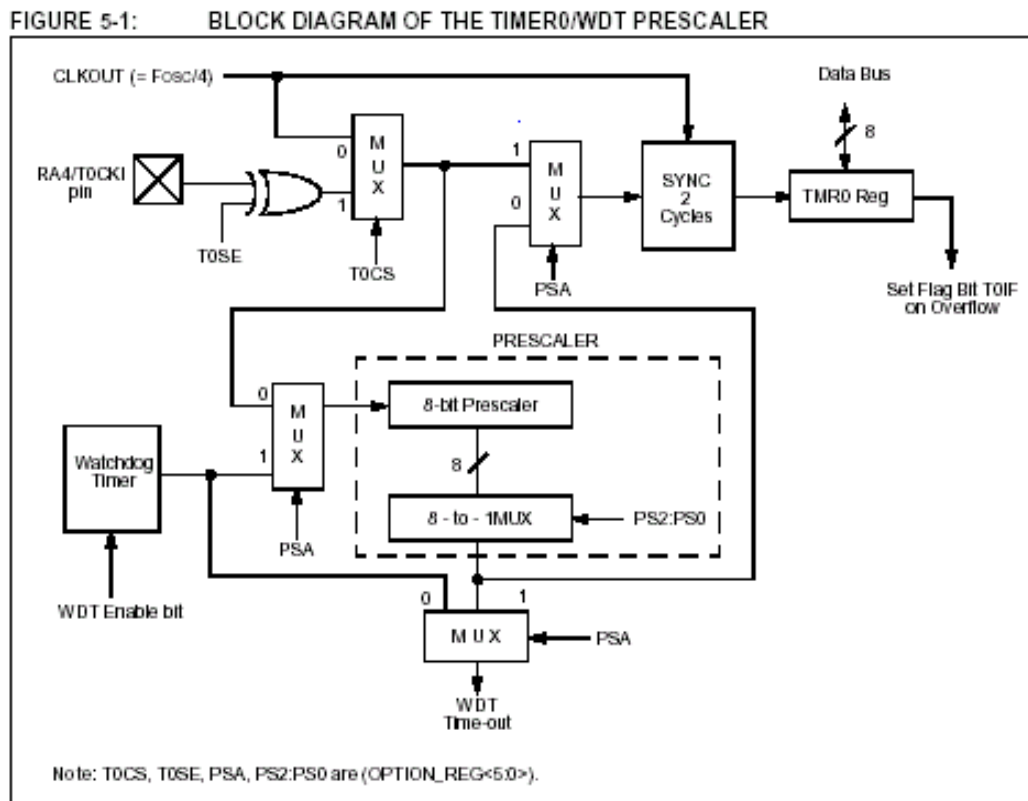 FIGURE 5-1: BLOCK DIAGRAM OF THE TIMER0/WDT PRESCALER
CLKOUT (= Fosc/4)
Data Bus
8
RA4/T0CKI
pin
T0SE
0
1
M
U
X
T0CS
1
0
M
U
X
PSA
SYNC
2
Cycles
TMR0 Reg
Set Flag Bit T0IF
on Overflow
PRESCALER
0
1
M
U
X
PSA
8-bit Prescaler
8
8 - to - 1MUX
PS2:PS0
Watchdog
Timer
WDT Enable bit
0
1
M U X
PSA
WDT
Time-out
Note: T0CS, T0SE, PSA, PS2:PS0 are (OPTION_REG<5:0>).